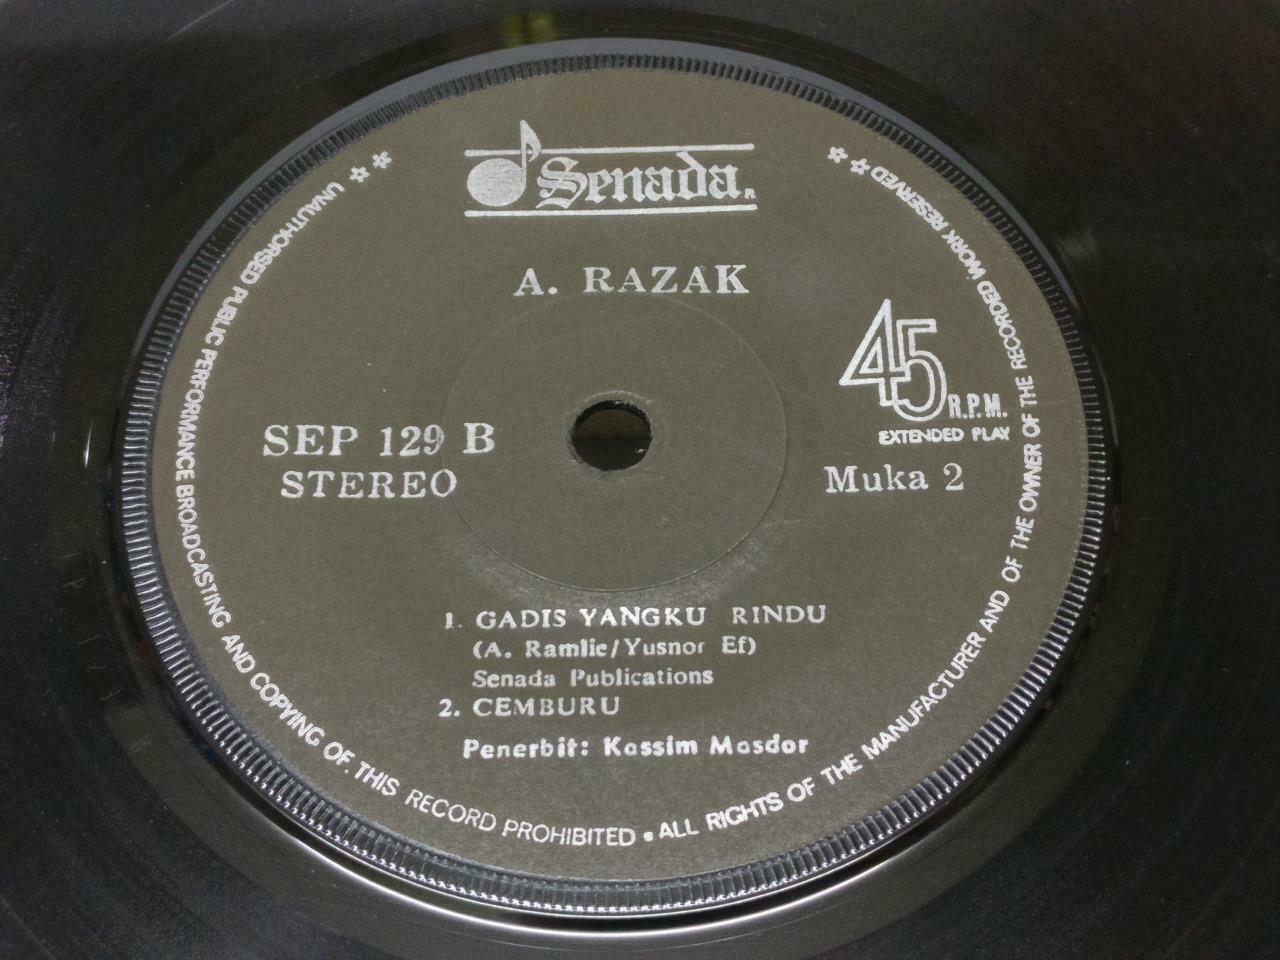 Senada
A. RAZAK
45 R.P.M.
EXTENDED PLAY
SEP 129 B
STEREO
Muka 2
1. GADIS YANGKU RINDU
(A. Ramlie/Yusnor Ef)
Senada Publications
2. CEMBURU
Penerbit: Kassim Masdor
UNAUTHORSED PUBLIC PERFORMANCE BROADCASTING AND COPYING OF. THIS RECORD PROHIBITED • ALL RIGHTS OF THE MANUFACTURER AND OF THE OWNER OF THE RECORDED WORK RESERVED